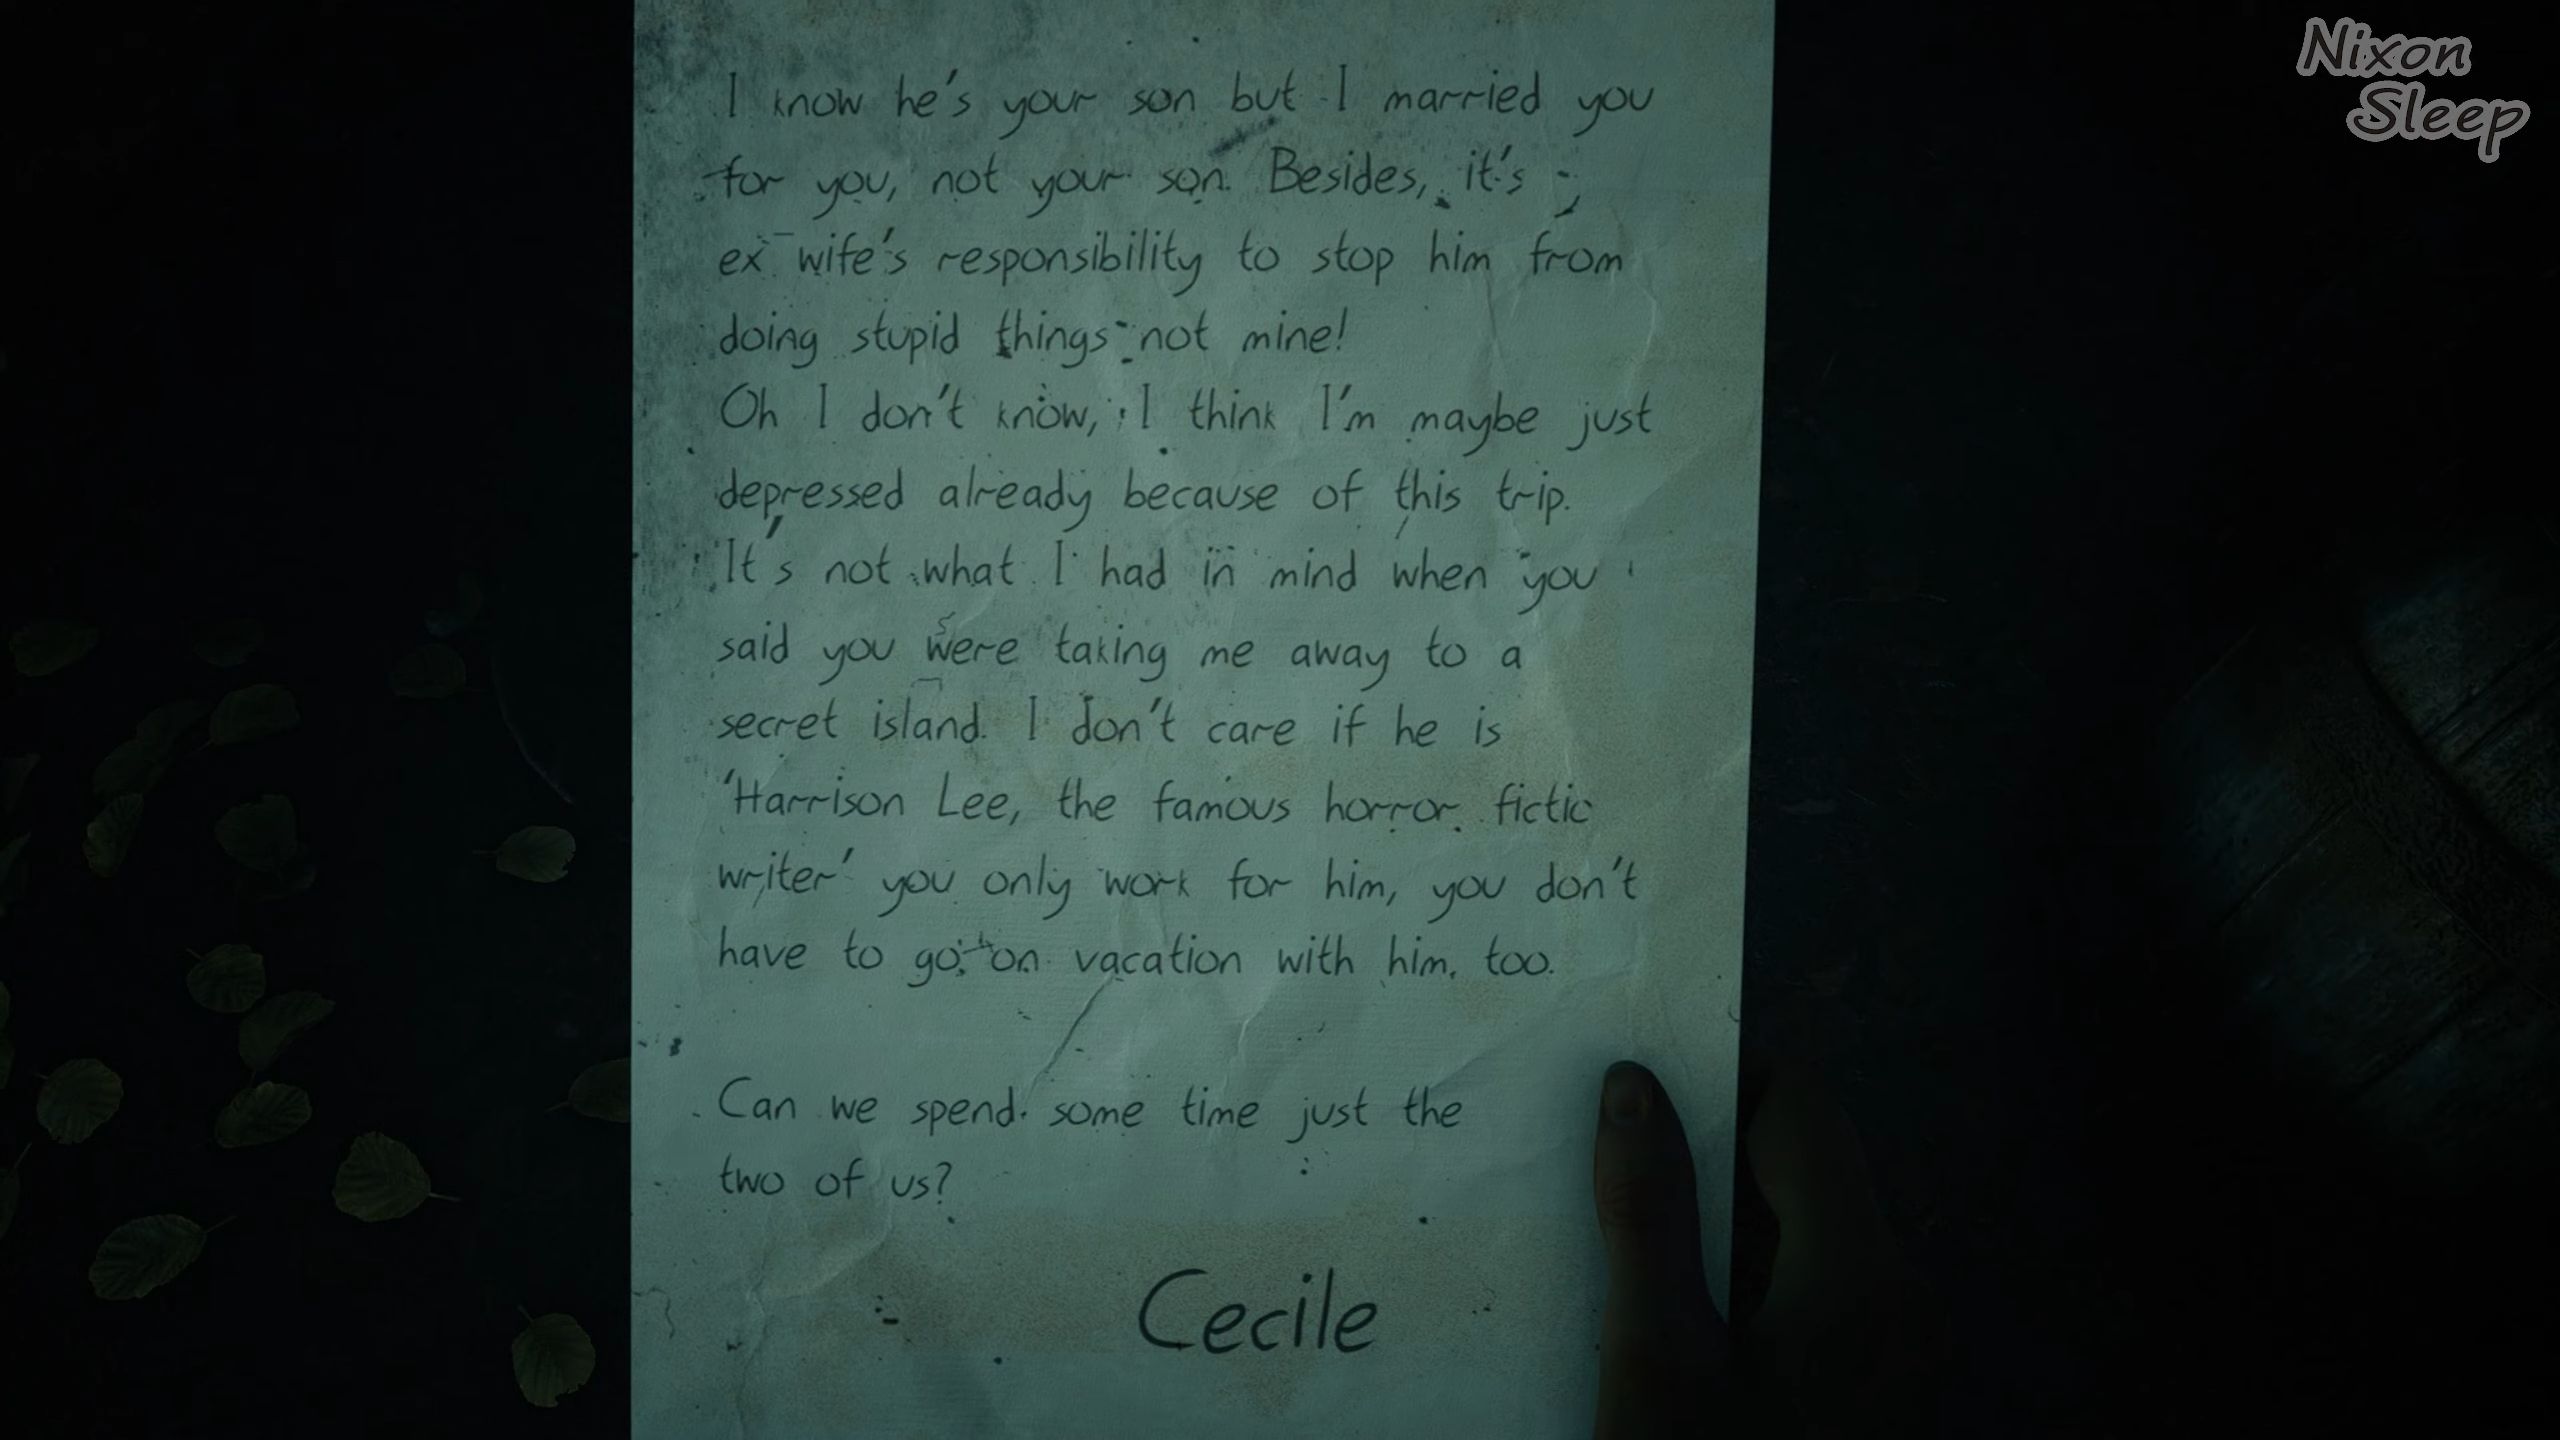 I know he's your son but I married you
for you, not your son. Besides, it's
ex wife's responsibility to stop him from
doing stupid things not mine!
Oh I don't know, I think I'm maybe just
depressed already because of this trip.
It's not what I had in mind when you
said you were taking me away to a
secret island. I don't care if he is
'Harrison Lee, the famous horror fictic
writer' you only work for him, you don't
have to go on vacation with him, too.
Can we spend some time just the
two of us?
Cecile
Nixon
Sleep